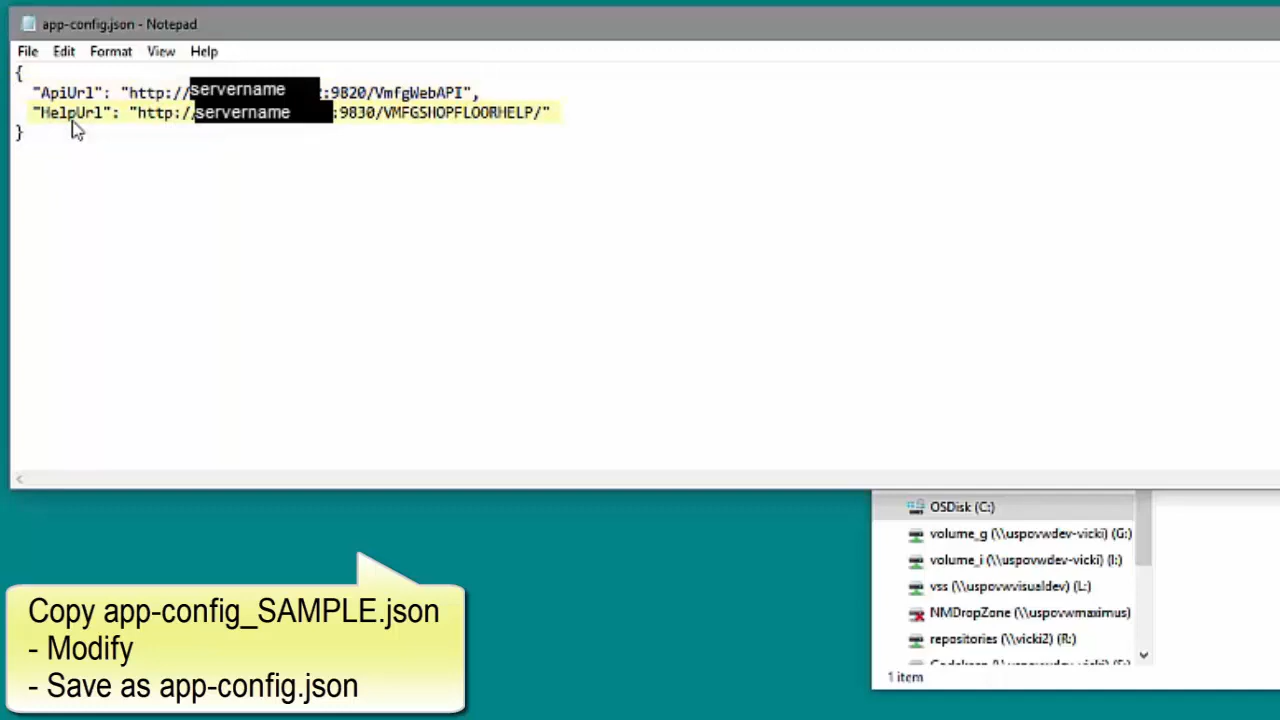 app-config.json - Notepad
File Edit Format View Help
{
"ApiUrl": "http://servername :9820/VmfgWebAPI",
"HelpUrl": "http://servername :9830/VMFGSHOPFLOORHELP/"
}
OSDisk (C:)
volume_g (\\uspovwdev-vicki) (G:)
volume_i (\\uspovwdev-vicki) (I:)
vss (\\uspovwvisualdev) (L:)
NMDropZone (\\uspovwmaximus)
repositories (\\vicki2) (R:)
1 item
Copy app-config_SAMPLE.json
- Modify
- Save as app-config.json